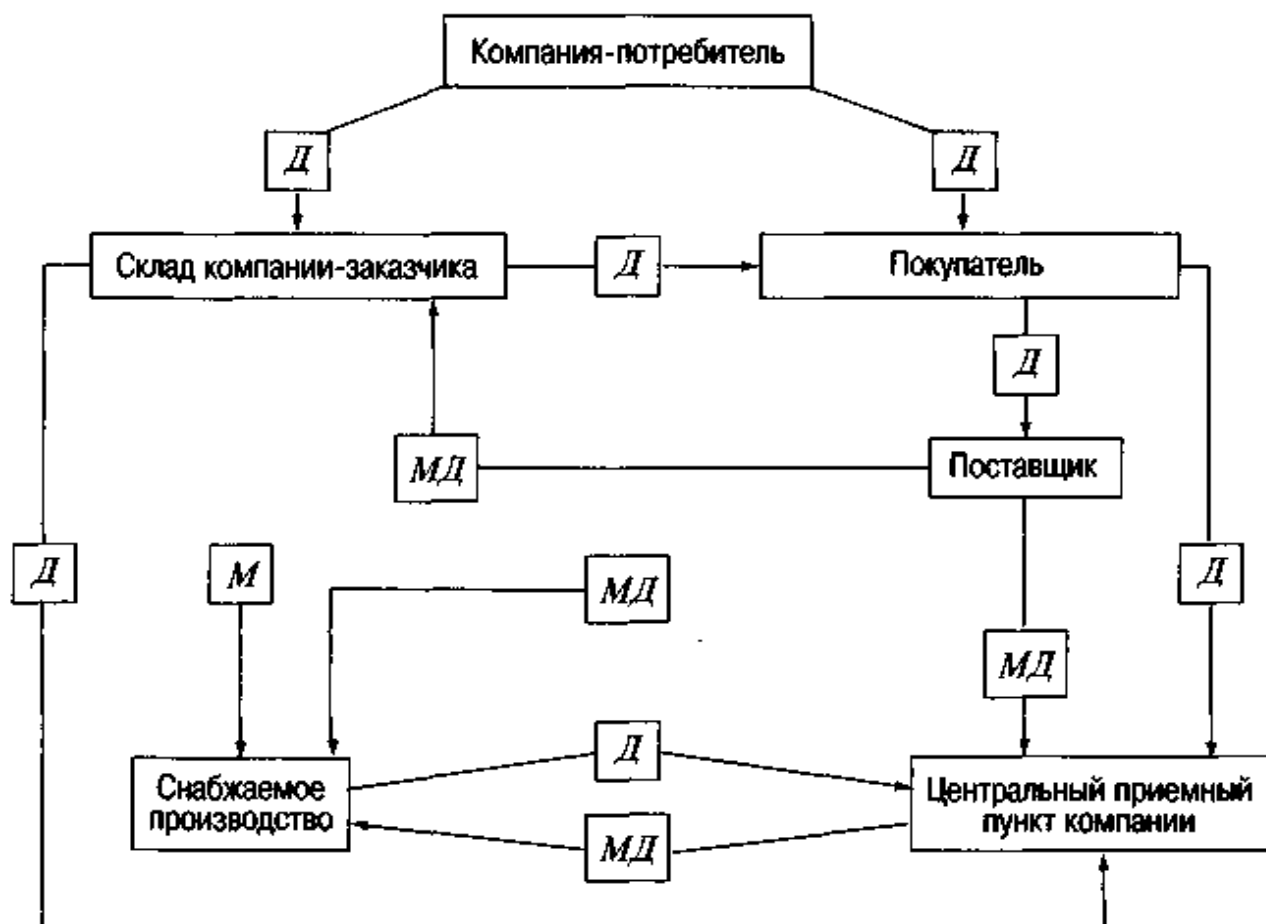 Компания-потребитель
Д
Д
Склад компании-заказчика
Д
Покупатель
Д
МД
Поставщик
Д
М
МД
Д
МД
Д
Снабжаемое
производство
Центральный приемный
пункт компании
МД